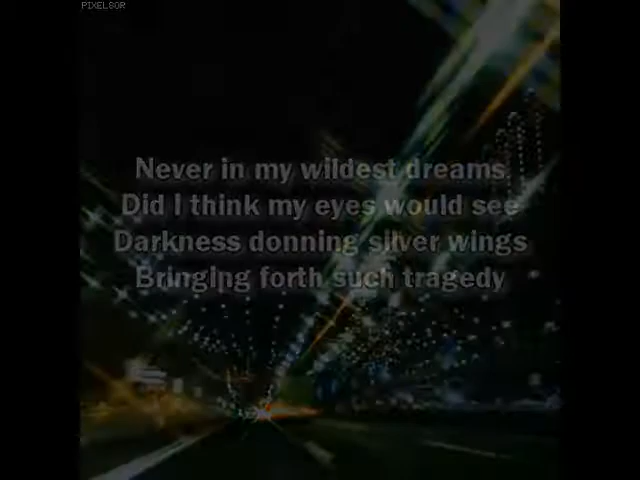 PIXELSOR
Never in my wildest dreams
Did I think my eyes would see
Darkness donning silver wings
Bringing forth such tragedy